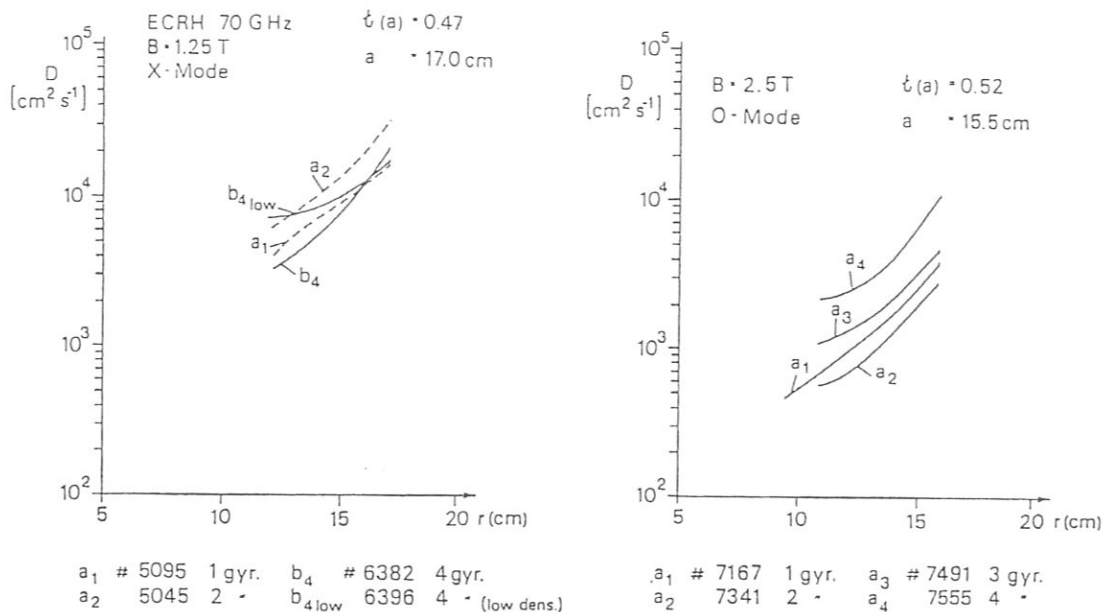 ECRH 70 GHz ι(a) · 0.47
B · 1.25 T a · 17.0 cm
X-Mode
D
[cm² s⁻¹]
10⁵
10⁴
10³
10²
a₂
b₄ low
a₁
b₄
5 10 15 20 r (cm)
a₁ # 5095 1 gyr. b₄ # 6382 4 gyr.
a₂ 5045 2 " b₄ low 6396 4 " (low dens.)
B · 2.5 T ι(a) · 0.52
O-Mode a · 15.5 cm
D
[cm² s⁻¹]
10⁵
10⁴
10³
10²
a₄
a₃
a₁
a₂
5 10 15 20 r (cm)
a₁ # 7167 1 gyr. a₃ # 7491 3 gyr.
a₂ 7341 2 " a₄ 7555 4 "